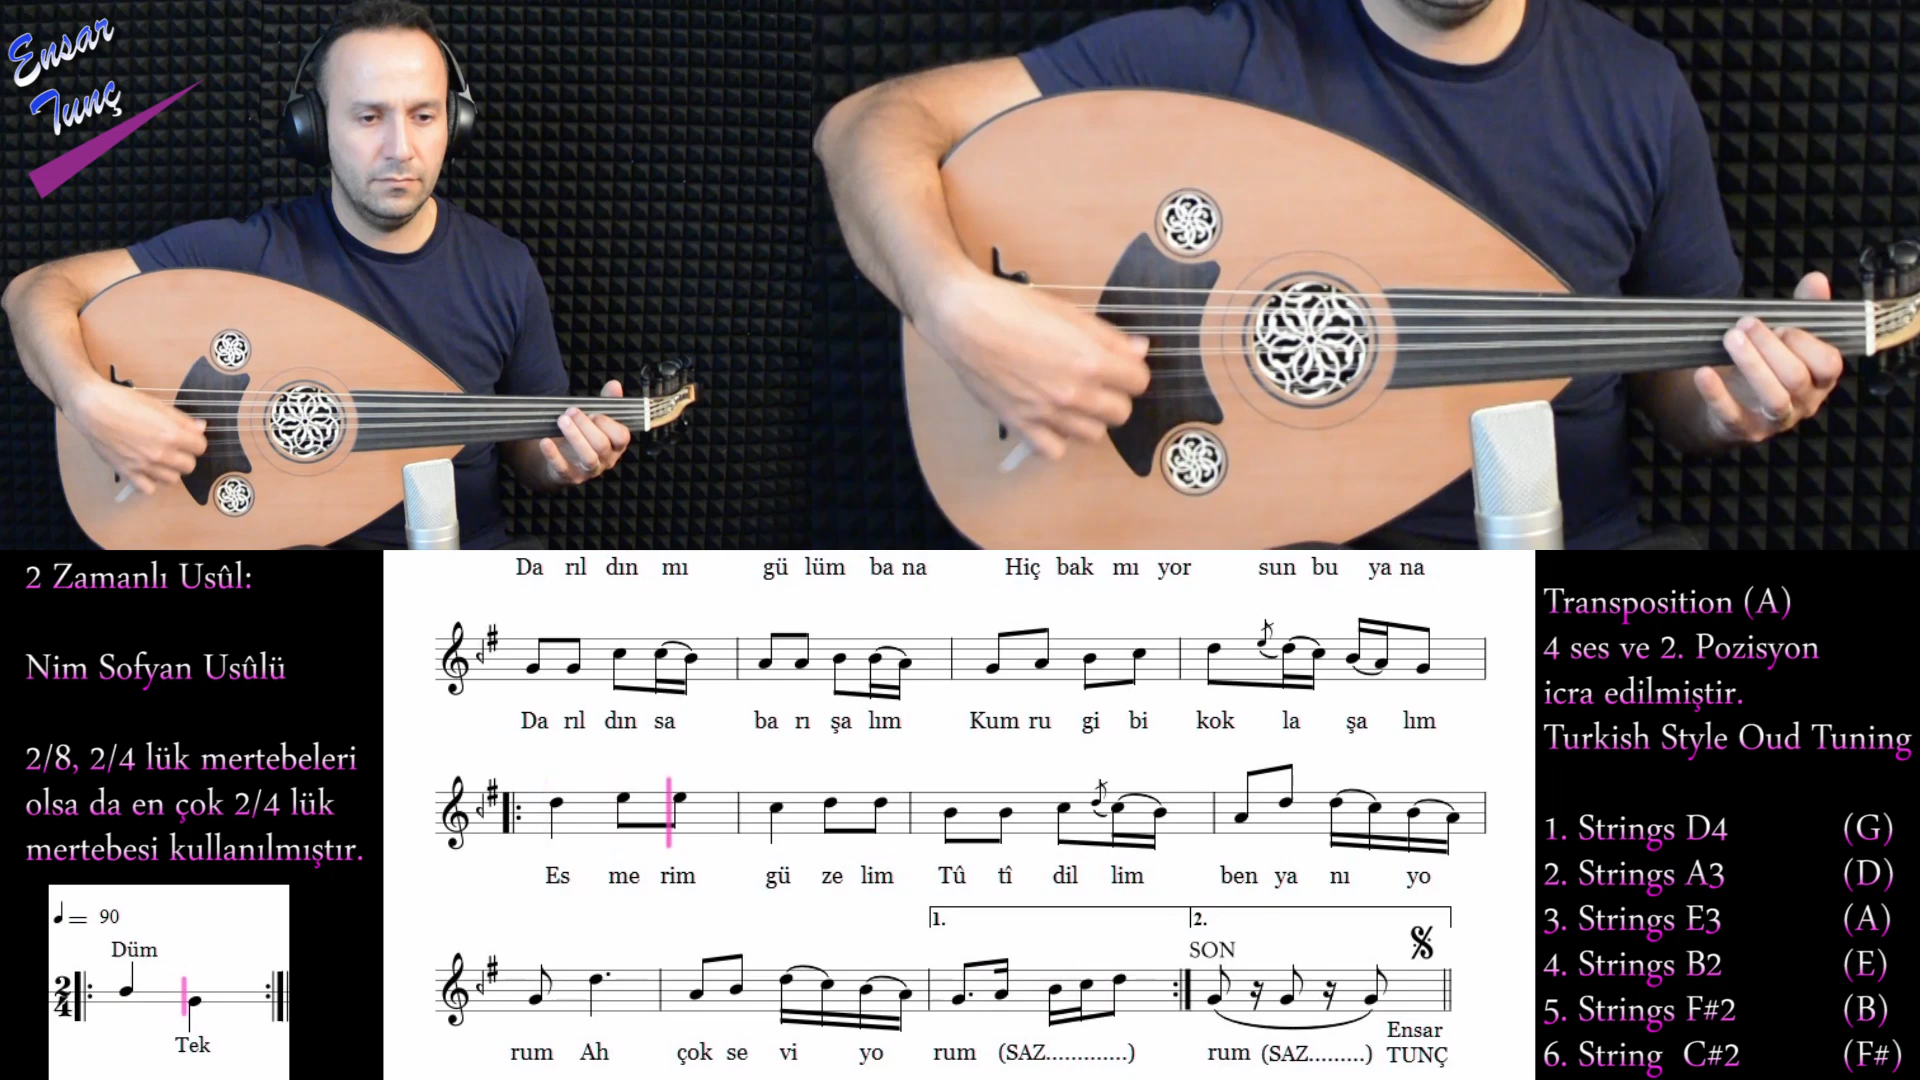 Ensar
Tunç
2 Zamanlı Usûl:
Nim Sofyan Usûlü
2/8, 2/4 lük mertebeleri
olsa da en çok 2/4 lük
mertebesi kullanılmıştır.
= 90
Düm
2
4
Tek
Da rıl dın mı gü lüm ba na Hiç bak mı yor sun bu ya na
Da rıl dın sa ba rı şa lım Kum ru gi bi kok la şa lım
Es me rim gü ze lim Tû tî dil lim ben ya nı yo
1. 2.
SON
rum Ah çok se vi yo rum (SAZ.............) rum (SAZ.........)
Ensar
TUNÇ
Transposition (A)
4 ses ve 2. Pozisyon
icra edilmiştir.
Turkish Style Oud Tuning
1. Strings D4 (G)
2. Strings A3 (D)
3. Strings E3 (A)
4. Strings B2 (E)
5. Strings F#2 (B)
6. String C#2 (F#)